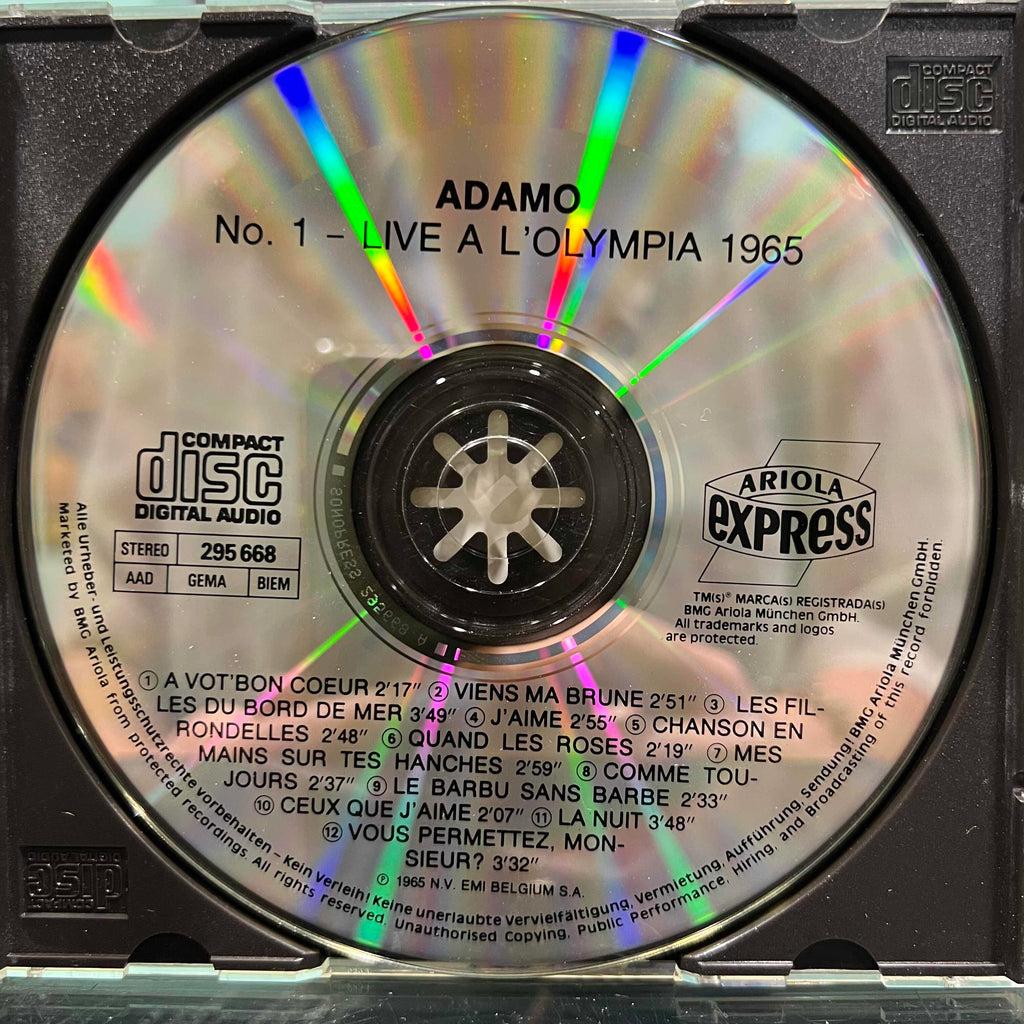 COMPACT
disc
DIGITAL AUDIO
ADAMO
No. 1 – LIVE A L'OLYMPIA 1965
COMPACT
disc
DIGITAL AUDIO
STEREO 295 668
AAD GEMA BIEM
ARIOLA
EXPRESS
TM(S)® MARCA(S) REGISTRADA(S)
BMG Ariola München GmbH.
All trademarks and logos
are protected.
① A VOT'BON COEUR 2'17" ② VIENS MA BRUNE 2'51" ③ LES FIL-
LES DU BORD DE MER 3'49" ④ J'AIME 2'55" ⑤ CHANSON EN
RONDELLES 2'48" ⑥ QUAND LES ROSES 2'19" ⑦ MES
MAINS SUR TES HANCHES 2'59" ⑧ COMME TOU-
JOURS 2'37" ⑨ LE BARBU SANS BARBE 2'33"
⑩ CEUX QUE J'AIME 2'07" ⑪ LA NUIT 3'48"
⑫ VOUS PERMETTEZ, MON-
SIEUR? 3'32"
℗ 1965 N.V. EMI BELGIUM S.A.
Alle Urheber- und Leistungsschutzrechte vorbehalten – Kein Verleih! Keine unerlaubte Vervielfältigung, Vermietung, Aufführung, Sendung! BMG Ariola München GmbH.
Marketed by BMG Ariola from protected recordings. All rights reserved. Unauthorised Copying, Public Performance, Hiring, and Broadcasting of this record forbidden.
SONOPRESS
COMPACT
disc
DIGITAL AUDIO